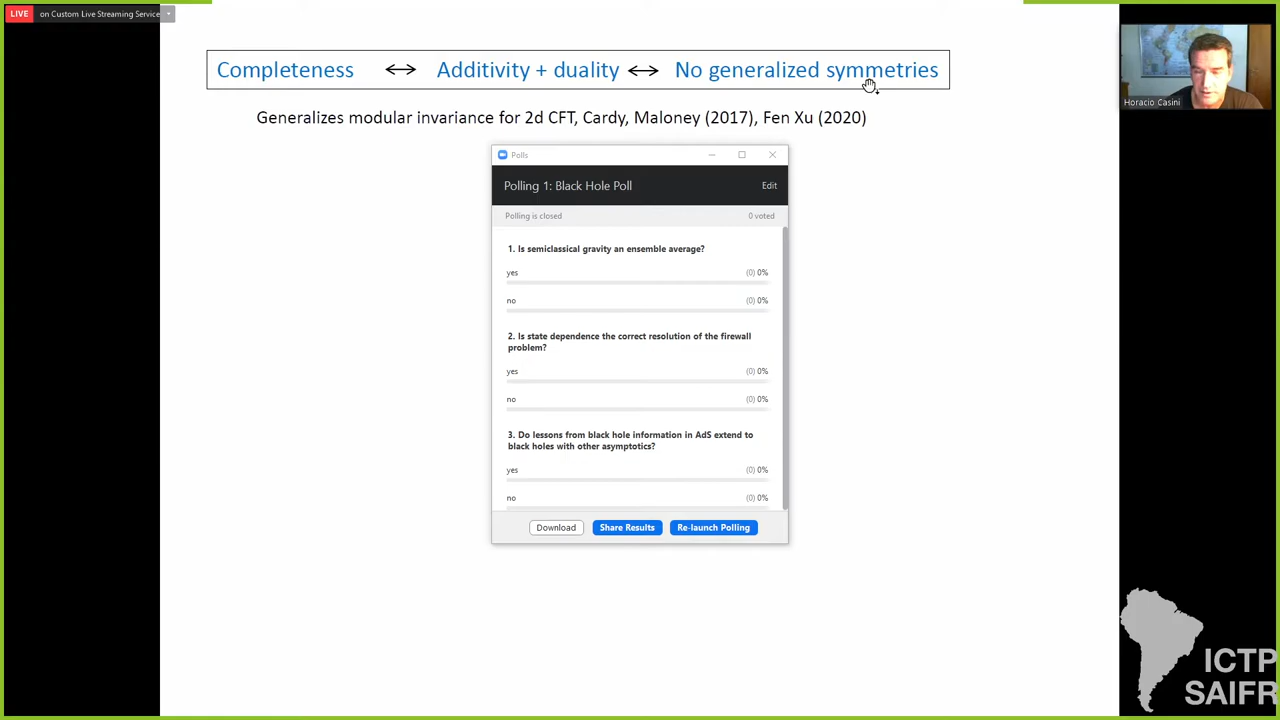 LIVE on Custom Live Streaming Service
Completeness ↔ Additivity + duality ↔ No generalized symmetries
Horacio Casini
Generalizes modular invariance for 2d CFT, Cardy, Maloney (2017), Fen Xu (2020)
Polls
Polling 1: Black Hole Poll Edit
Polling is closed 0 voted
1. Is semiclassical gravity an ensemble average?
yes (0) 0%
no (0) 0%
2. Is state dependence the correct resolution of the firewall
problem?
yes (0) 0%
no (0) 0%
3. Do lessons from black hole information in AdS extend to
black holes with other asymptotics?
yes (0) 0%
no (0) 0%
Download Share Results Re-launch Polling
ICTP
SAIFR